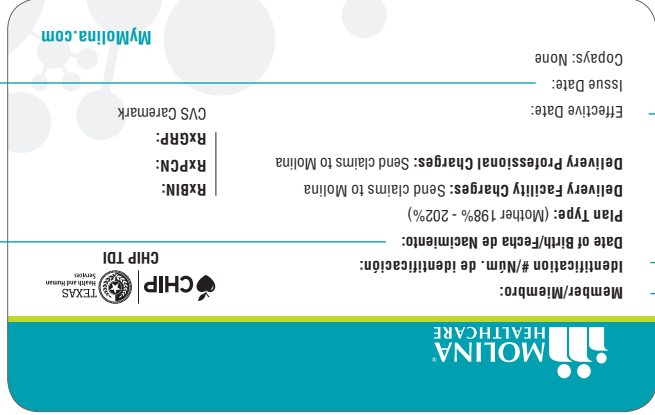 MOLINA®
HEALTHCARE
Member/Miembro:
Identification #/Núm. de identificación:
Date of Birth/Fecha de Nacimiento:
Plan Type: (Mother 198% - 202%)
Delivery Facility Charges: Send claims to Molina
Delivery Professional Charges: Send claims to Molina
Effective Date:
Issue Date:
Copays: None
CHIP
TEXAS
Health and Human
Services
CHIP TDI
RxBIN:
RxPCN:
RxGRP:
CVS Caremark
MyMolina.com